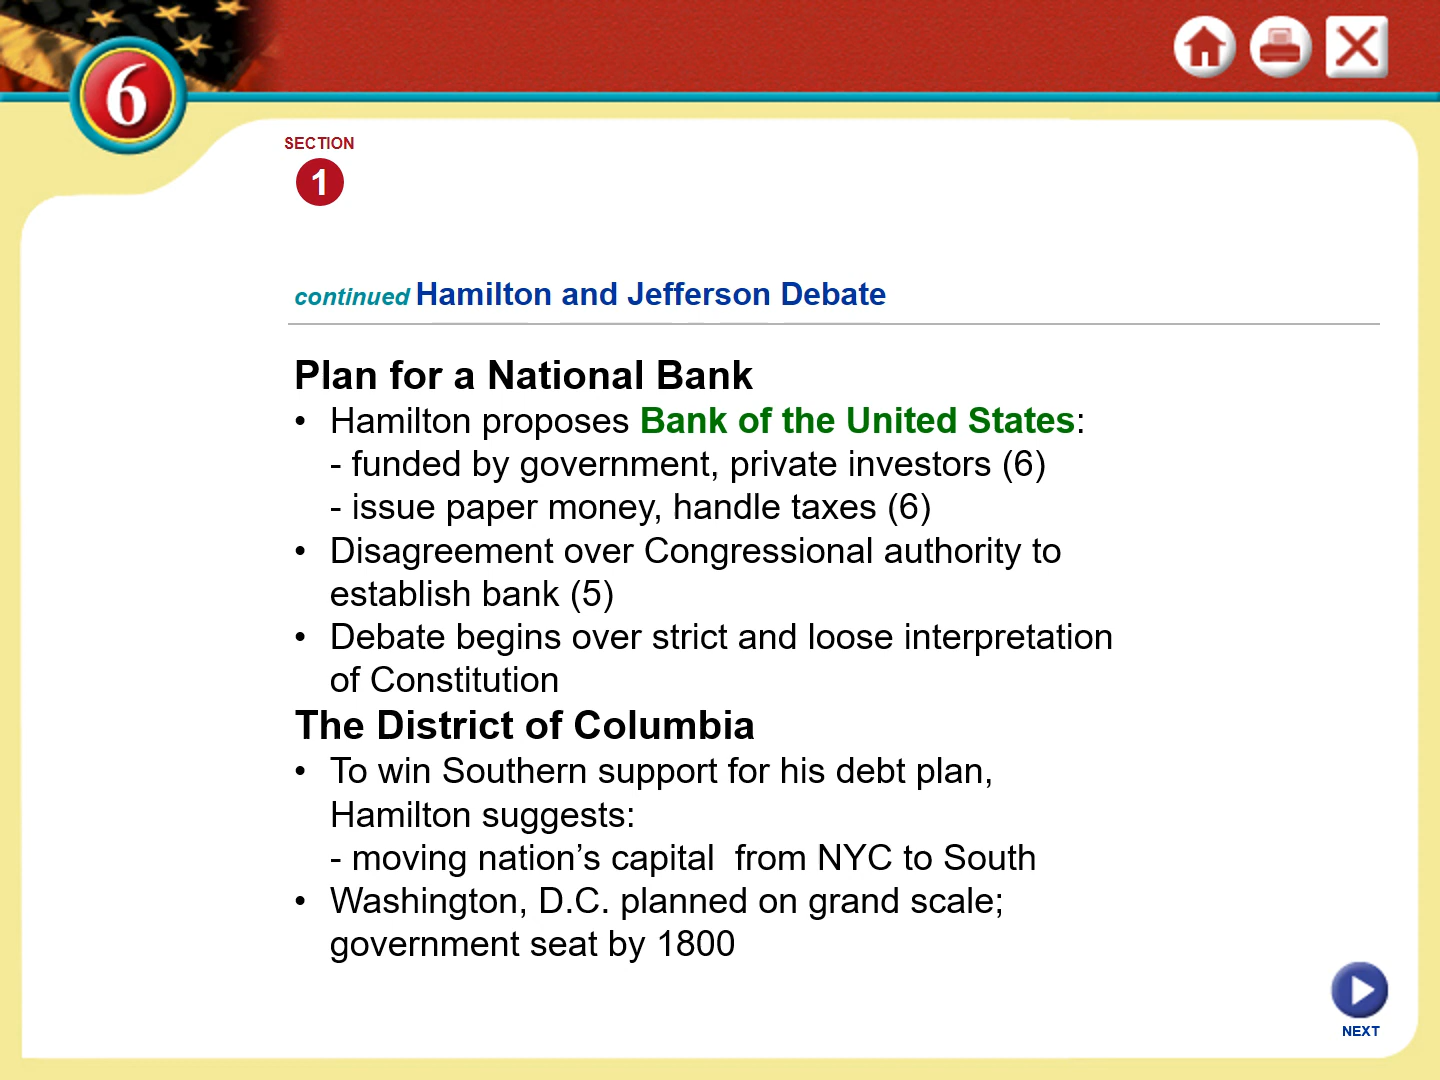 6
SECTION
1
continued Hamilton and Jefferson Debate
Plan for a National Bank
• Hamilton proposes Bank of the United States:
- funded by government, private investors (6)
- issue paper money, handle taxes (6)
• Disagreement over Congressional authority to
establish bank (5)
• Debate begins over strict and loose interpretation
of Constitution
The District of Columbia
• To win Southern support for his debt plan,
Hamilton suggests:
- moving nation’s capital  from NYC to South
• Washington, D.C. planned on grand scale;
government seat by 1800
NEXT